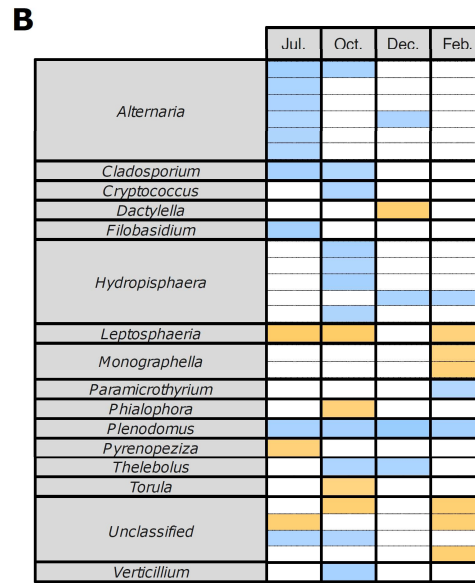 B
Jul. Oct. Dec. Feb.
Alternaria
Cladosporium
Cryptococcus
Dactylella
Filobasidium
Hydropisphaera
Leptosphaeria
Monographella
Paramicrothyrium
Phialophora
Plenodomus
Pyrenopeziza
Thelebolus
Torula
Unclassified
Verticillium